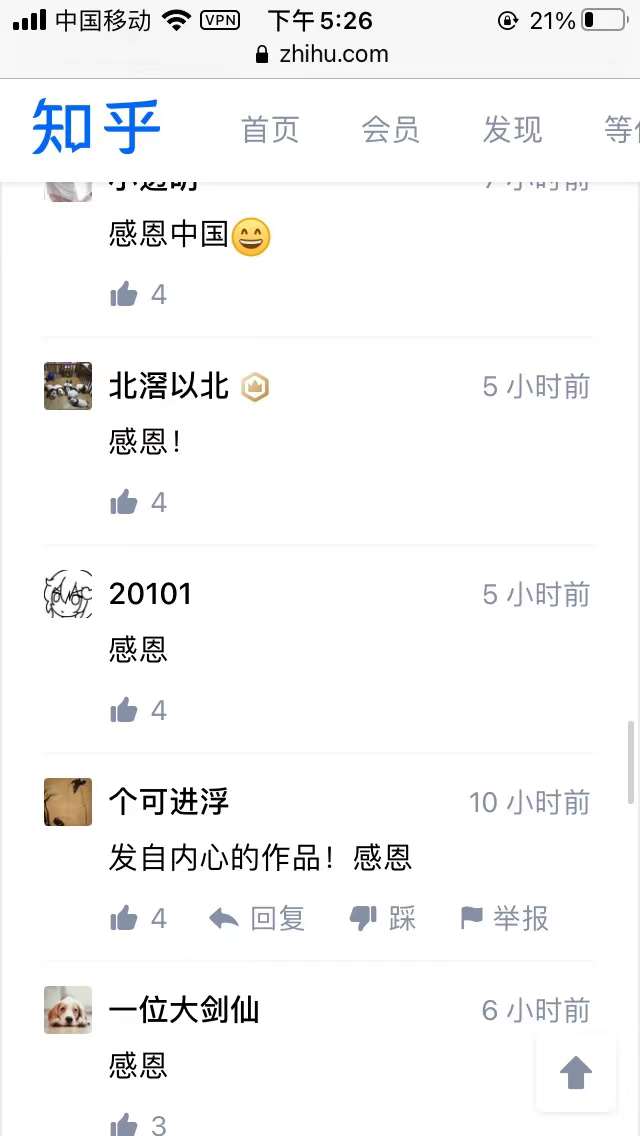 中国移动 VPN 下午5:26 21%
zhihu.com
知乎 首页 会员 发现
7 小时前
感恩中国😄
4
北滘以北 5 小时前
感恩！
4
20101 5 小时前
感恩
4
个可进浮 10 小时前
发自内心的作品！感恩
4 回复 踩 举报
一位大剑仙 6 小时前
感恩
3